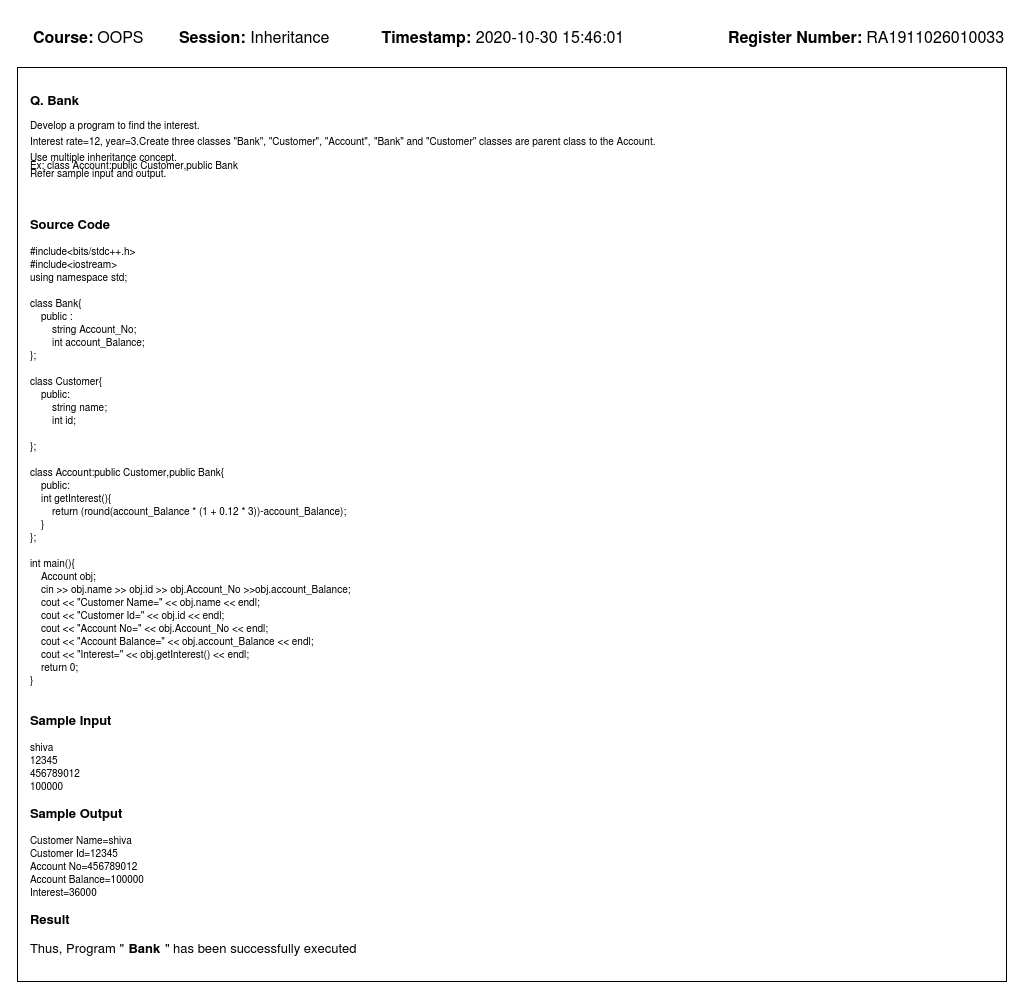 Course: OOPS Session: Inheritance Timestamp: 2020-10-30 15:46:01 Register Number: RA1911026010033
Q. Bank
Develop a program to find the interest.
Interest rate=12, year=3.Create three classes "Bank", "Customer", "Account", "Bank" and "Customer" classes are parent class to the Account.
Use multiple inheritance concept.
Ex: class Account:public Customer,public Bank
Refer sample input and output.
Source Code
#include<bits/stdc++.h>
#include<iostream>
using namespace std;
class Bank{
    public :
        string Account_No;
        int account_Balance;
};
class Customer{
    public:
        string name;
        int id;
};
class Account:public Customer,public Bank{
    public:
    int getInterest(){
        return (round(account_Balance * (1 + 0.12 * 3))-account_Balance);
    }
};
int main(){
    Account obj;
    cin >> obj.name >> obj.id >> obj.Account_No >>obj.account_Balance;
    cout << "Customer Name=" << obj.name << endl;
    cout << "Customer Id=" << obj.id << endl;
    cout << "Account No=" << obj.Account_No << endl;
    cout << "Account Balance=" << obj.account_Balance << endl;
    cout << "Interest=" << obj.getInterest() << endl;
    return 0;
}
Sample Input
shiva
12345
456789012
100000
Sample Output
Customer Name=shiva
Customer Id=12345
Account No=456789012
Account Balance=100000
Interest=36000
Result
Thus, Program " Bank " has been successfully executed